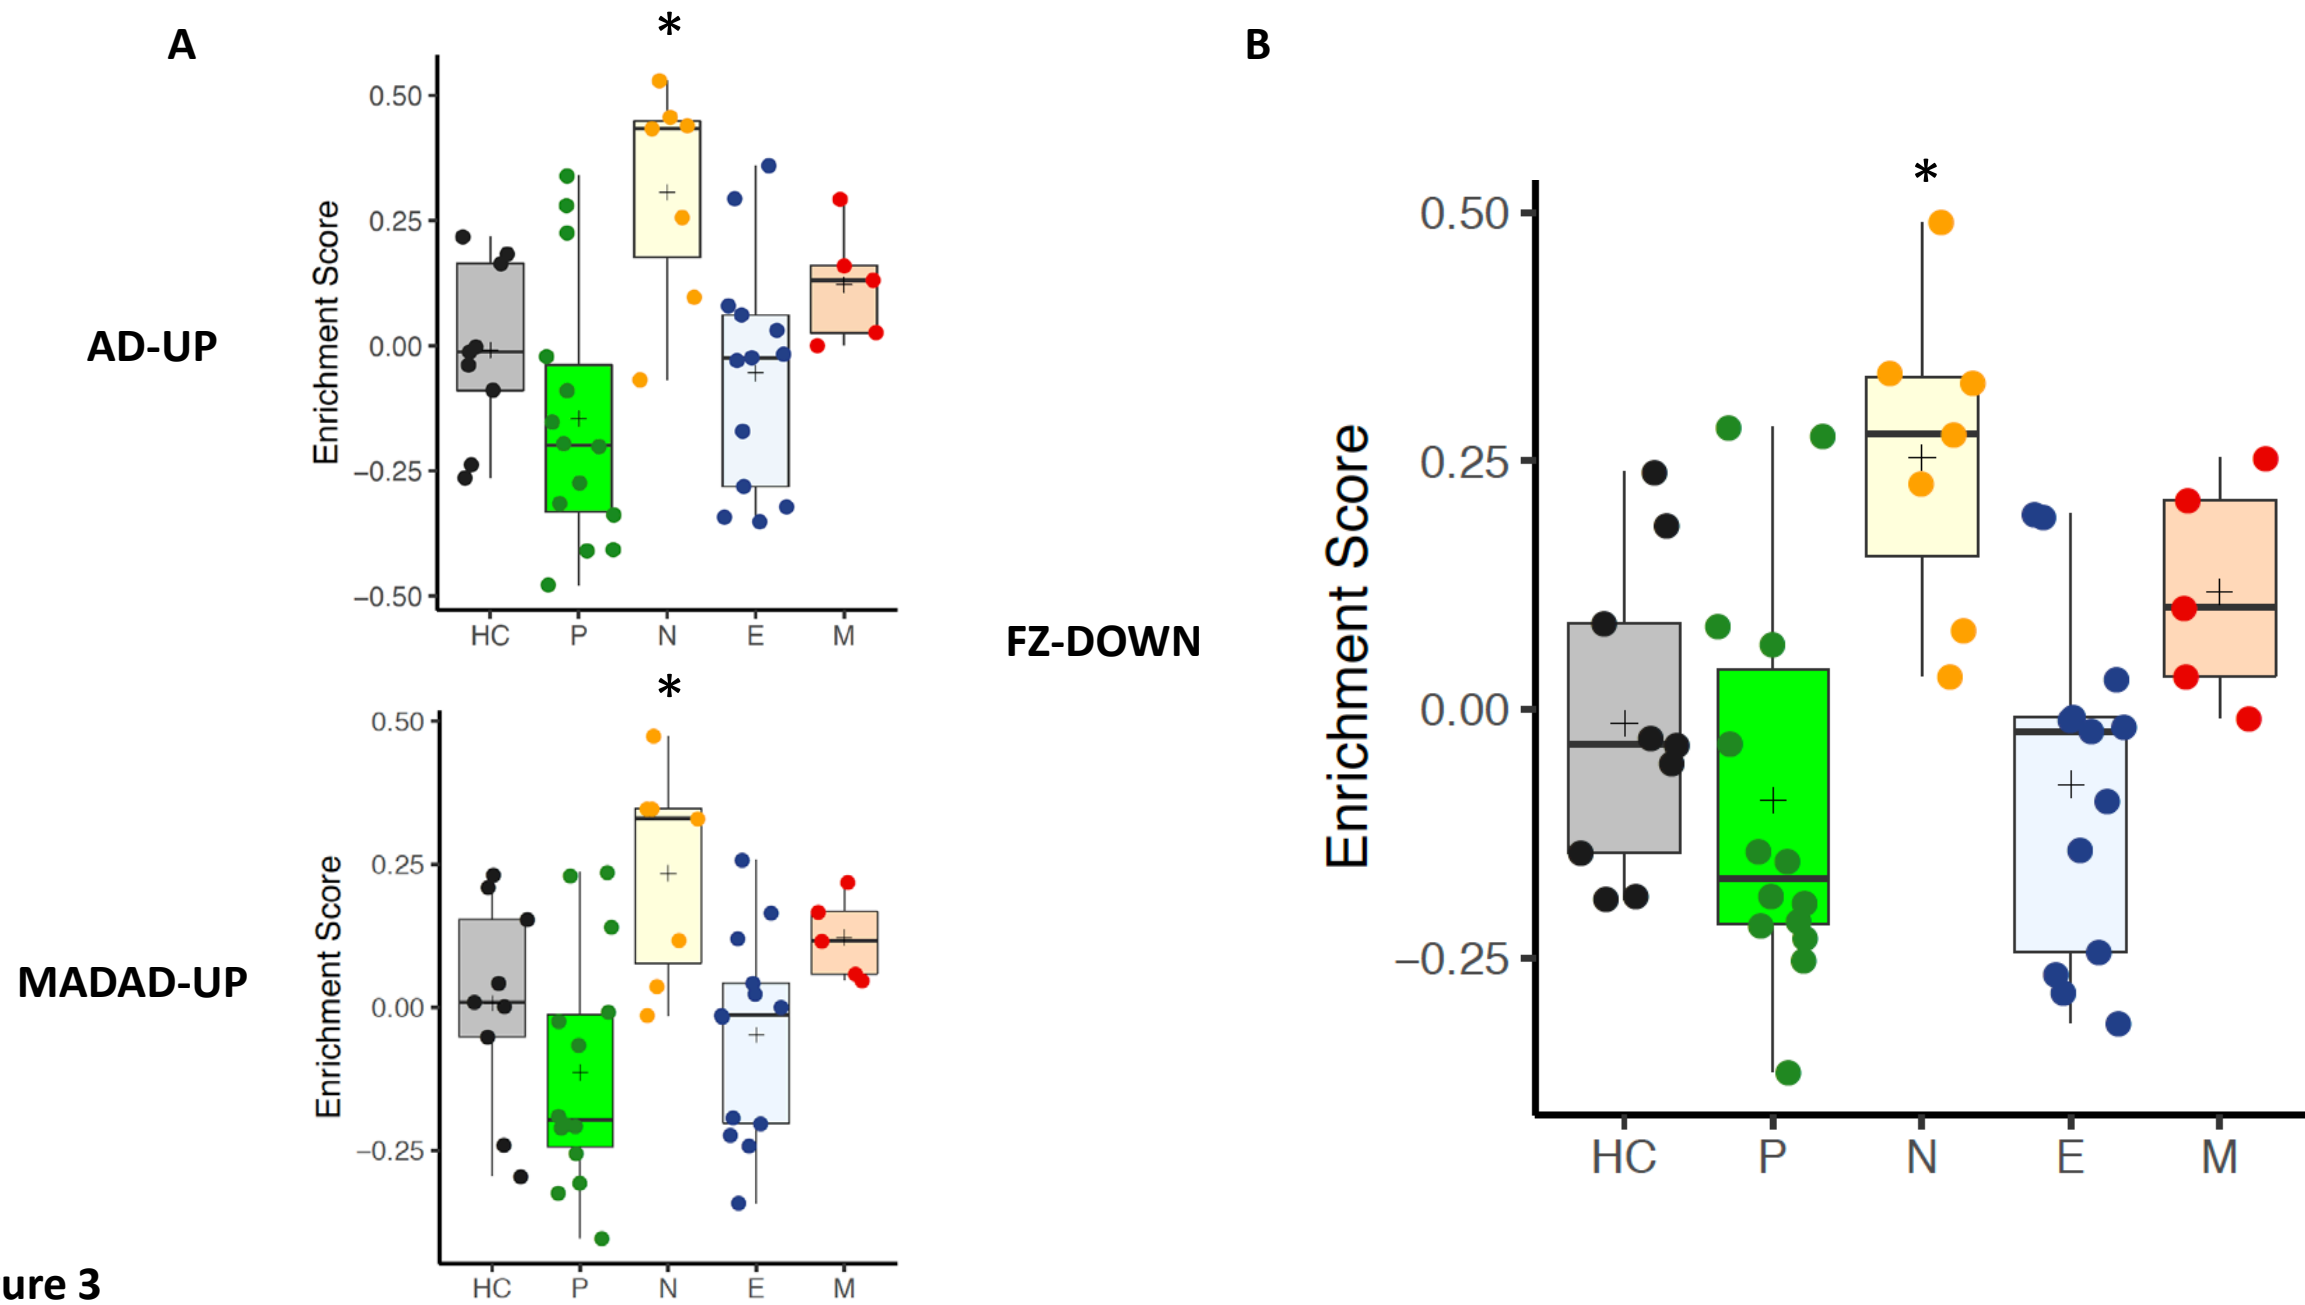 A
*
0.50
0.25
0.00
−0.25
−0.50
Enrichment Score
AD-UP
HC P N E M
*
0.50
0.25
0.00
−0.25
Enrichment Score
MADAD-UP
HC P N E M
B
*
0.50
0.25
0.00
−0.25
Enrichment Score
FZ-DOWN
HC P N E M
ure 3